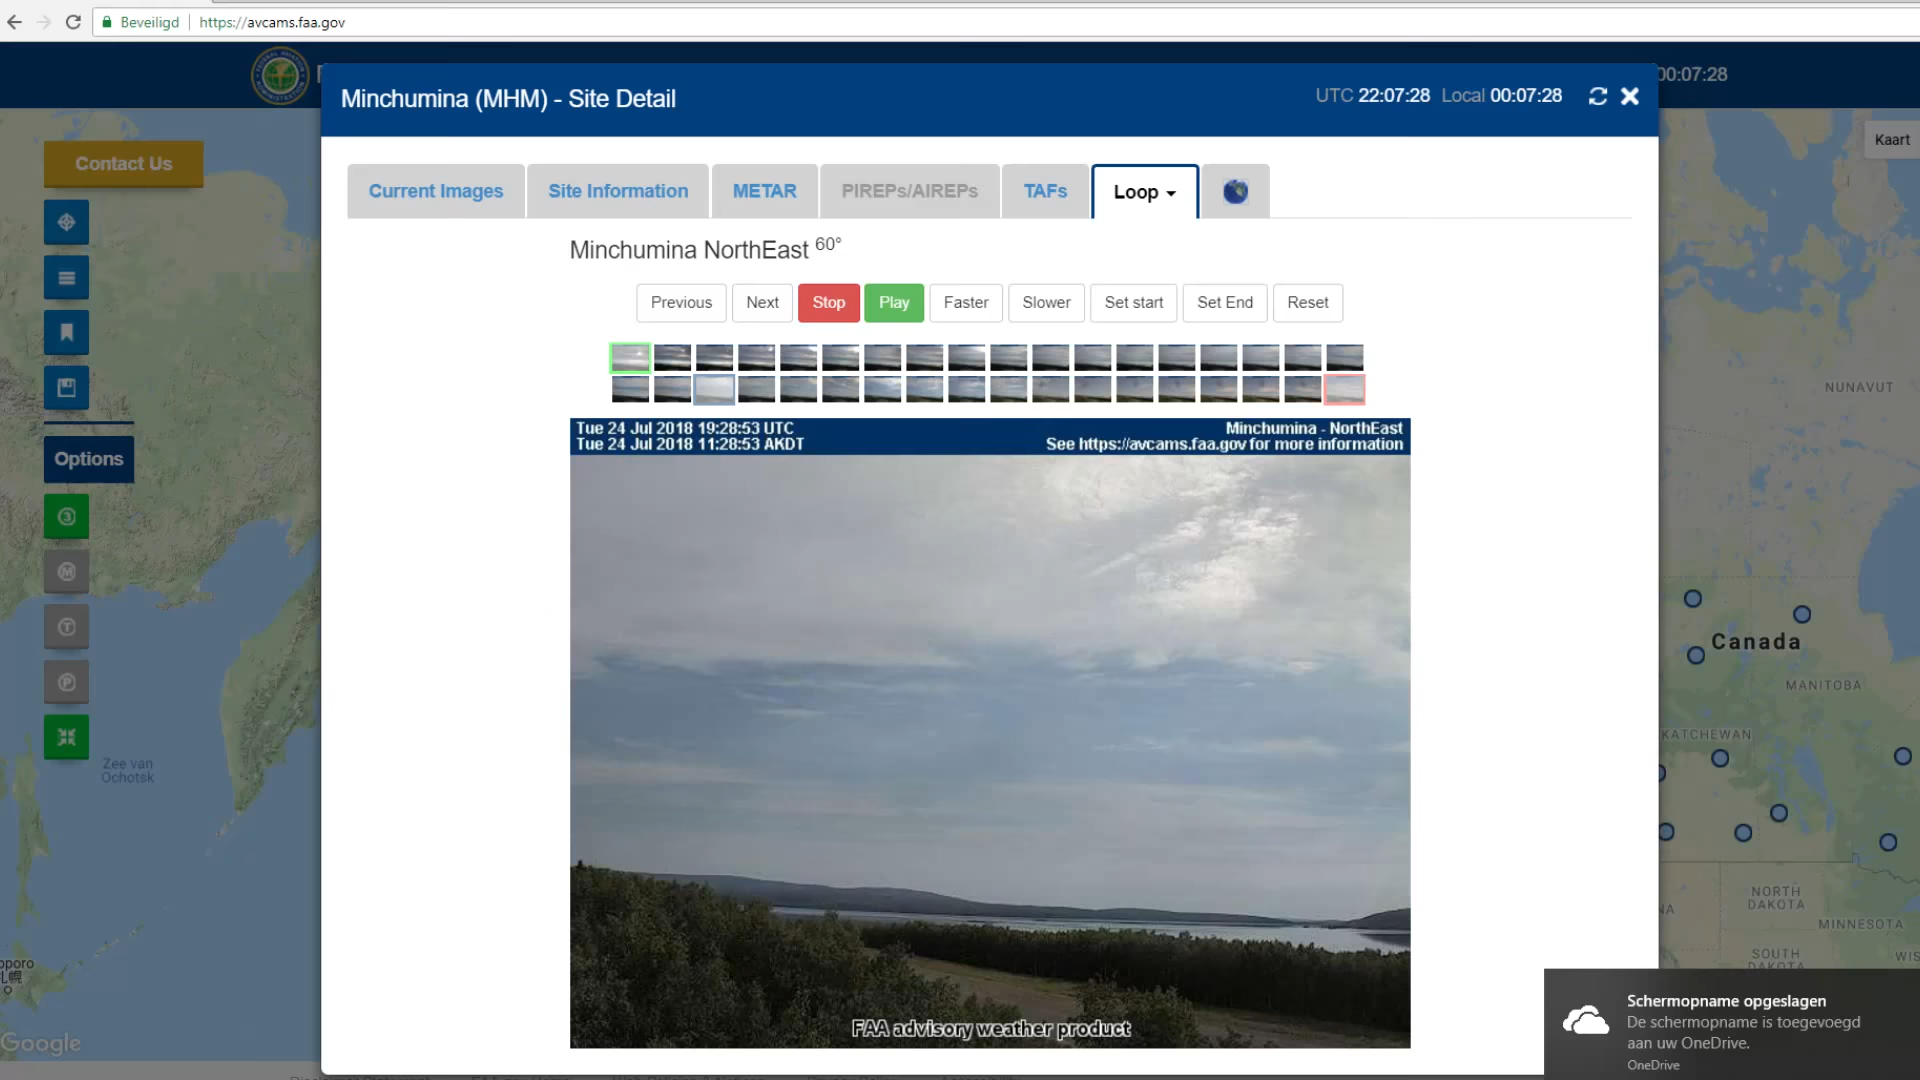 Beveiligd https://avcams.faa.gov
00:07:28
Minchumina (MHM) - Site Detail
UTC 22:07:28 Local 00:07:28
Kaart
Contact Us
Current Images
Site Information
METAR
PIREPs/AIREPs
TAFs
Loop
Minchumina NorthEast 60°
Previous
Next
Stop
Play
Faster
Slower
Set start
Set End
Reset
Tue 24 Jul 2018 19:28:53 UTC
Minchumina - NorthEast
Tue 24 Jul 2018 11:28:53 AKDT
See https://avcams.faa.gov for more information
Options
FAA advisory weather product
NUNAVUT
Canada
MANITOBA
KATCHEWAN
Zee van
Ochotsk
NORTH
DAKOTA
MINNESOTA
SOUTH
DAKOTA
WIS
Google
Schermopname opgeslagen
De schermopname is toegevoegd
aan uw OneDrive.
OneDrive